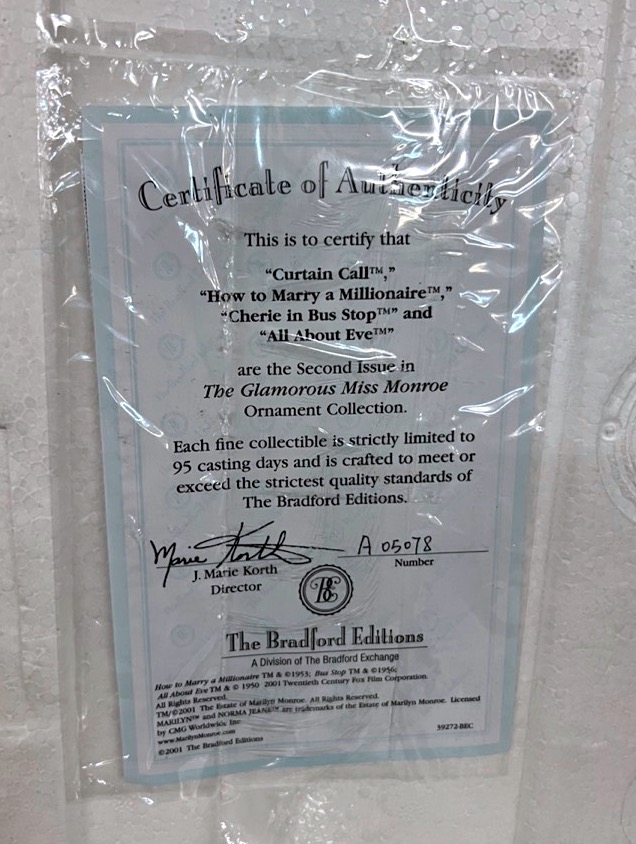 Certificate of Authenticity
This is to certify that
“Curtain Call™,”
“How to Marry a Millionaire™,”
“Cherie in Bus Stop™” and
“All About Eve™”
are the Second Issue in
The Glamorous Miss Monroe
Ornament Collection.
Each fine collectible is strictly limited to
95 casting days and is crafted to meet or
exceed the strictest quality standards of
The Bradford Editions.
Marie Korth
J. Marie Korth
Director
A 05078
Number
BE
The Bradford Editions
A Division of The Bradford Exchange
How to Marry a Millionaire TM & ©1953; Bus Stop TM & ©1956;
All About Eve TM & © 1950 2001 Twentieth Century Fox Film Corporation.
All Rights Reserved.
TM/©2001 The Estate of Marilyn Monroe. All Rights Reserved.
MARILYN™ and NORMA JEANE™ are trademarks of the Estate of Marilyn Monroe. Licensed
by CMG Worldwide Inc.
www.MarilynMonroe.com
©2001 The Bradford Editions
39272-BEC